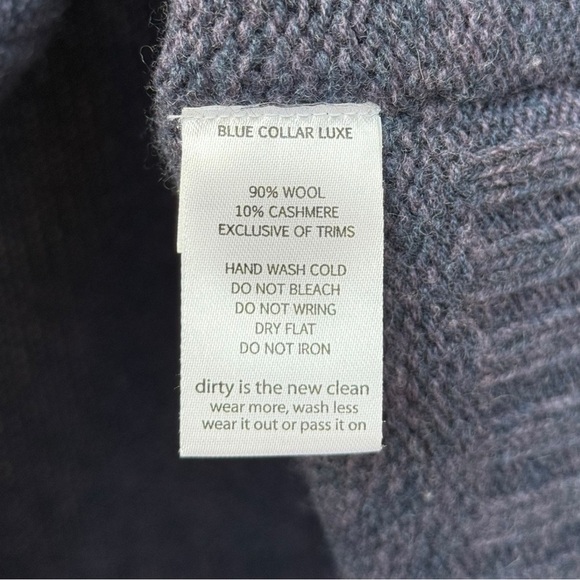 BLUE COLLAR LUXE
90% WOOL
10% CASHMERE
EXCLUSIVE OF TRIMS
HAND WASH COLD
DO NOT BLEACH
DO NOT WRING
DRY FLAT
DO NOT IRON
dirty is the new clean
wear more, wash less
wear it out or pass it on